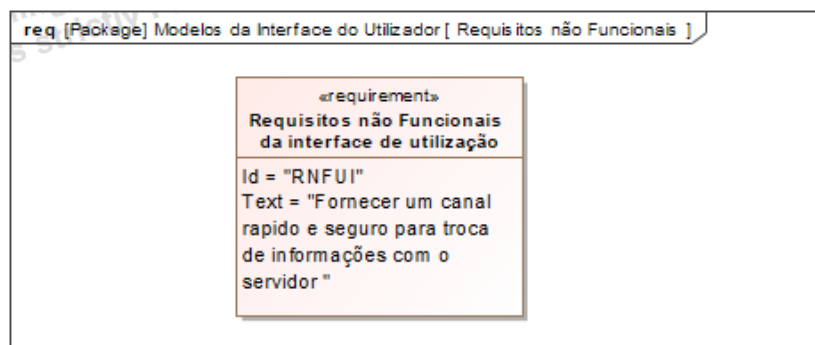 req [Package] Modelos da Interface do Utilizador [ Requisitos não Funcionais ]
s strictly
«requirement»
Requisitos não Funcionais
da interface de utilização
Id = "RNFUI"
Text = "Fornecer um canal
rapido e seguro para troca
de informações com o
servidor "